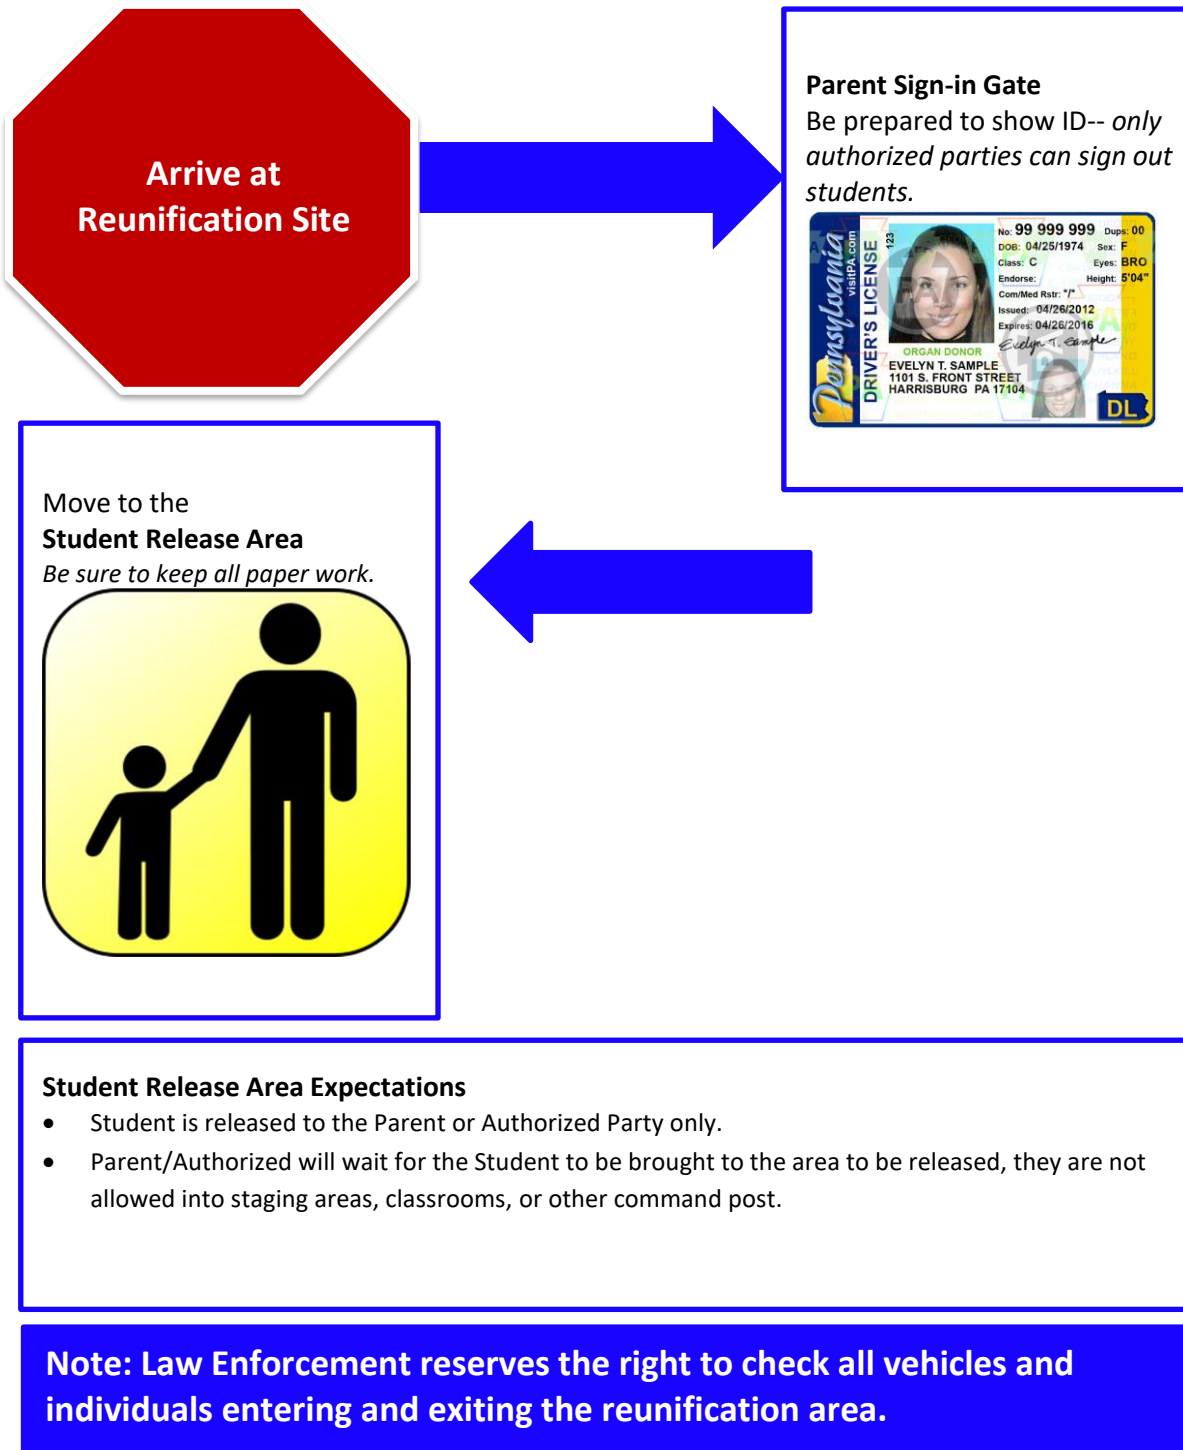 Arrive at
Reunification Site
Parent Sign-in Gate
Be prepared to show ID-- only
authorized parties can sign out
students.
Pennsylvania
visitPA.com
DRIVER'S LICENSE
123
No: 99 999 999 Dups: 00
DOB: 04/25/1974 Sex: F
Class: C Eyes: BRO
Endorse: Height: 5'04"
Com/Med Rstr: */*
Issued: 04/26/2012
Expires: 04/26/2016
Evelyn T. Sample
ORGAN DONOR
EVELYN T. SAMPLE
1101 S. FRONT STREET
HARRISBURG PA 17104
DL
Move to the
Student Release Area
Be sure to keep all paper work.
Student Release Area Expectations
• Student is released to the Parent or Authorized Party only.
• Parent/Authorized will wait for the Student to be brought to the area to be released, they are not
allowed into staging areas, classrooms, or other command post.
Note: Law Enforcement reserves the right to check all vehicles and
individuals entering and exiting the reunification area.